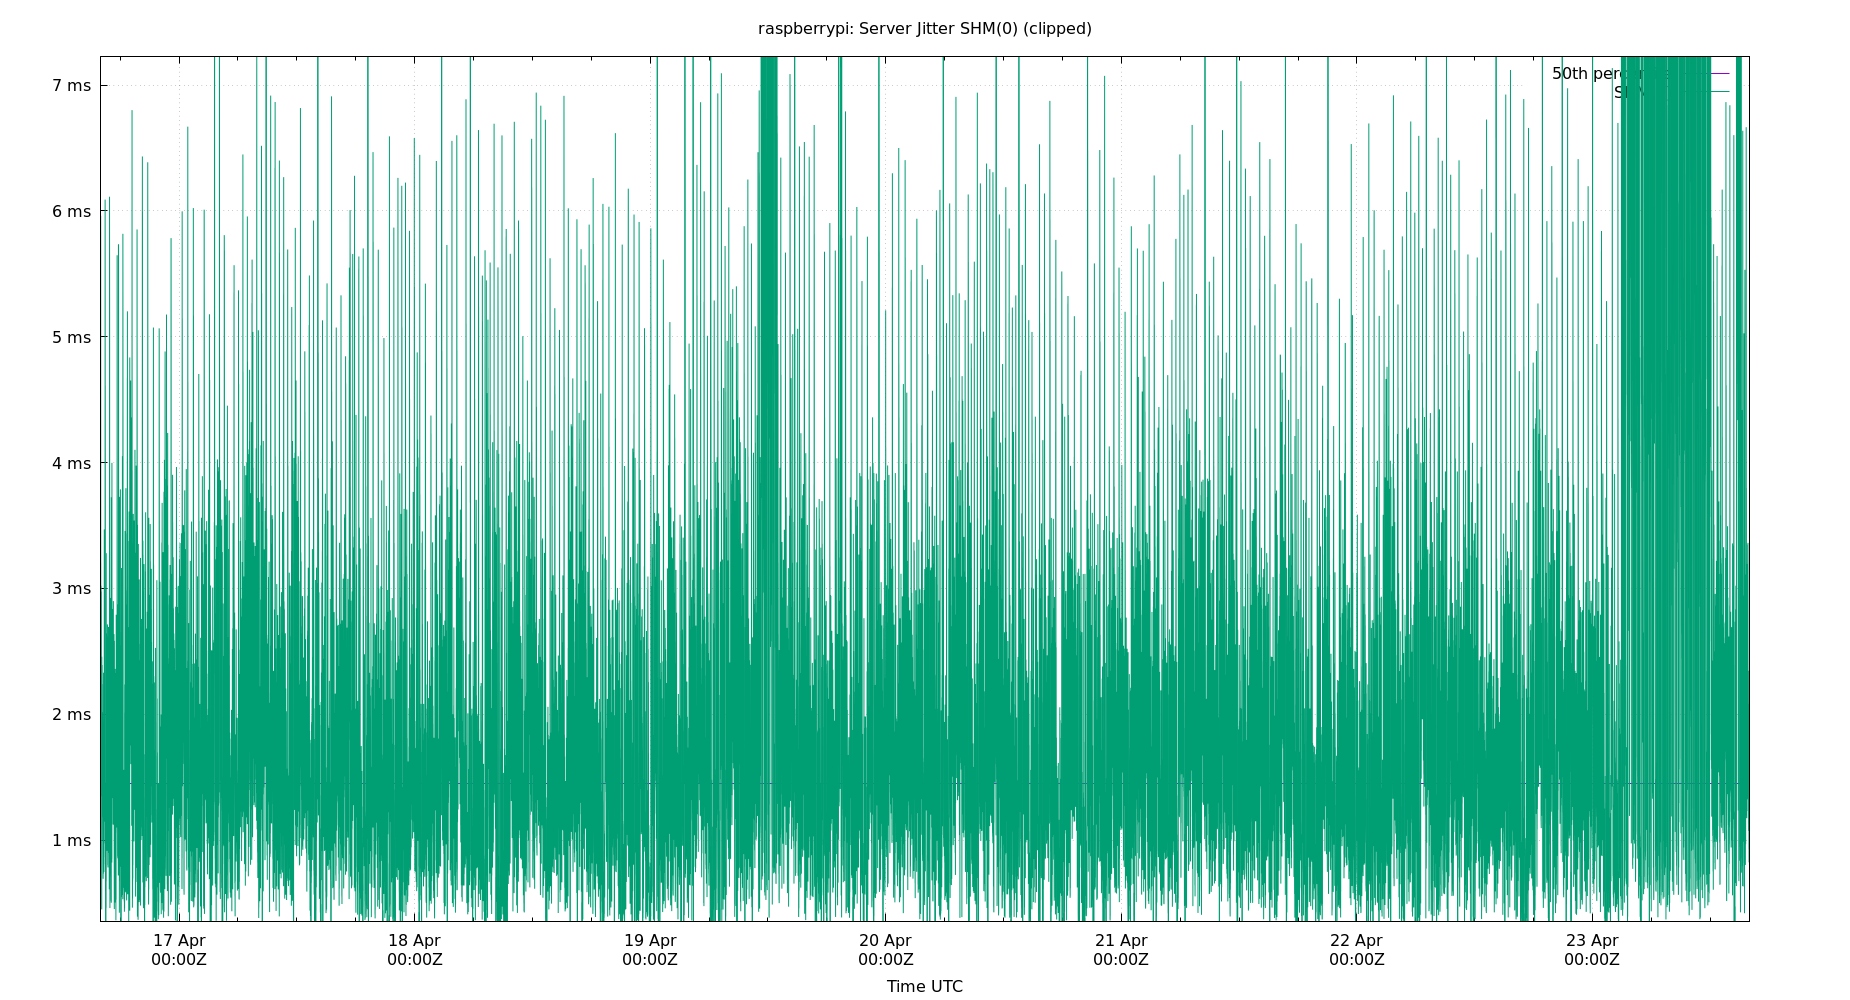 raspberrypi: Server Jitter SHM(0) (clipped)
7 ms
50th
6 ms
5 ms
4 ms
3 ms
2 ms
1 ms
17 Apr 18 Apr 19 Apr 20 Apr 21 Apr 22 Apr 23 Apr
00:00Z 00:00Z 00:00Z 00:00Z 00:00Z 00:00Z 00:00Z
Time UTC